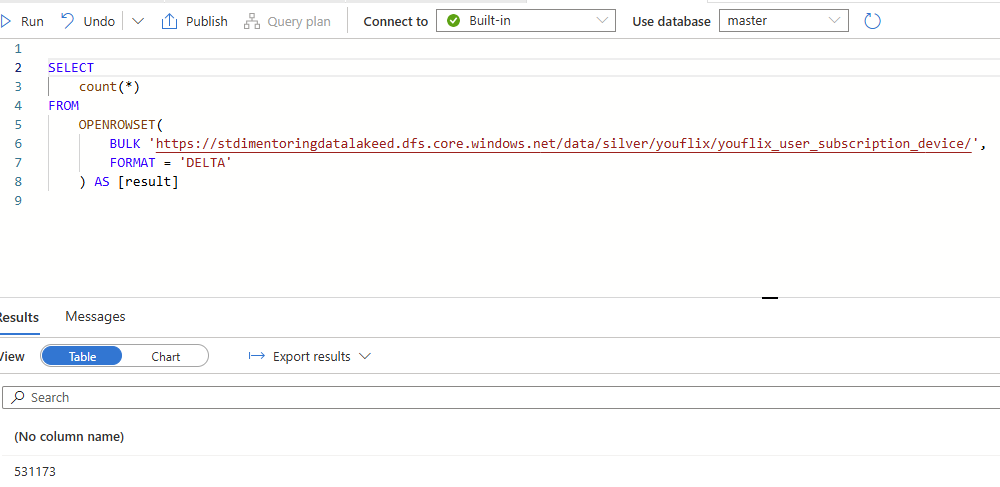 Run Undo Publish Query plan Connect to Built-in Use database master
1
2 SELECT
3 count(*)
4 FROM
5 OPENROWSET(
6 BULK 'https://stdimentoringdatalakeed.dfs.core.windows.net/data/silver/youflix/youflix_user_subscription_device/',
7 FORMAT = 'DELTA'
8 ) AS [result]
9
Results Messages
View Table Chart Export results
Search
(No column name)
531173